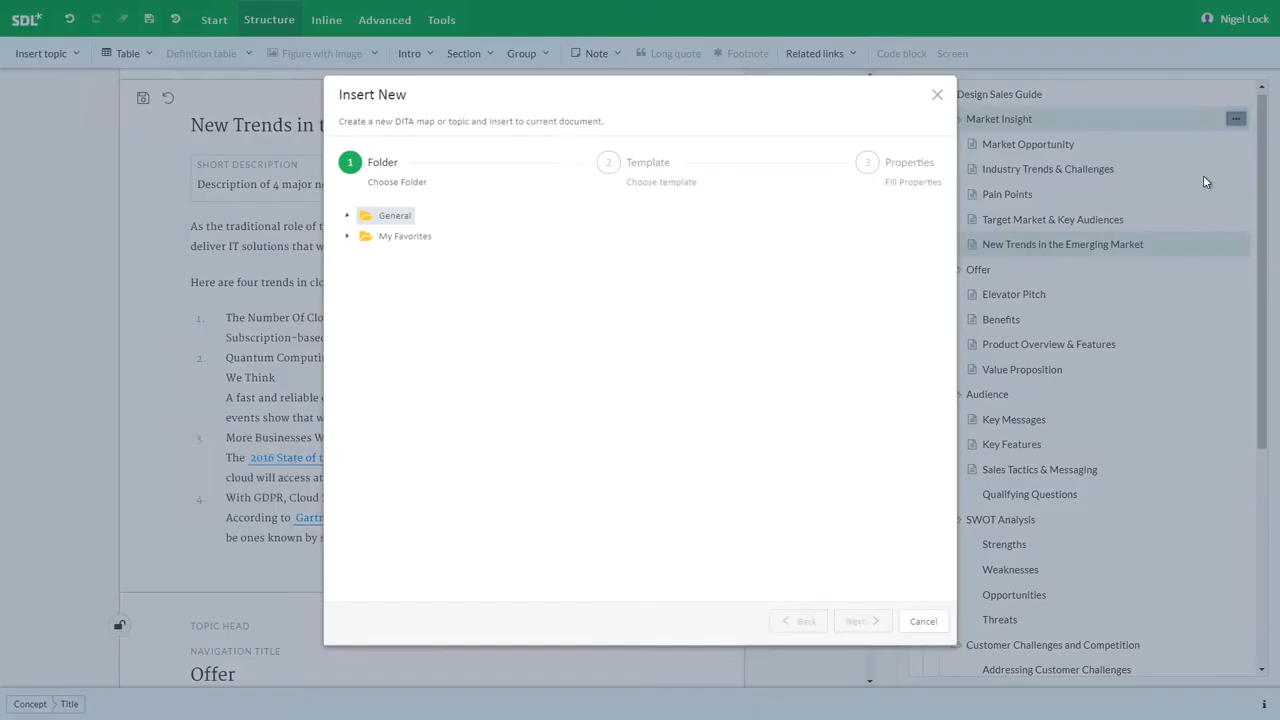 SDL*
Start
Structure
Inline
Advanced
Tools
Nigel Lock
Insert topic
Table
Definition table
Figure with image
Intro
Section
Group
Note
Long quote
Footnote
Related links
Code block
Screen
New Trends in t
SHORT DESCRIPTION
Description of 4 major
As the traditional role of t
deliver IT solutions that w
Here are four trends in clo
1. The Number Of Clo
Subscription-based
2. Quantum Computi
We Think
A fast and reliable
events show that w
3. More Businesses W
The 2016 State of t
cloud will access at
4. With GDPR, Cloud
According to Gartn
be ones known by s
TOPIC HEAD
NAVIGATION TITLE
Offer
Insert New
Create a new DITA map or topic and insert to current document.
1 Folder
Choose Folder
2 Template
Choose template
3 Properties
Fill Properties
General
My Favorites
Back
Next
Cancel
Design Sales Guide
Market Insight
Market Opportunity
Industry Trends & Challenges
Pain Points
Target Market & Key Audiences
New Trends in the Emerging Market
Offer
Elevator Pitch
Benefits
Product Overview & Features
Value Proposition
Audience
Key Messages
Key Features
Sales Tactics & Messaging
Qualifying Questions
SWOT Analysis
Strengths
Weaknesses
Opportunities
Threats
Customer Challenges and Competition
Addressing Customer Challenges
Concept
Title